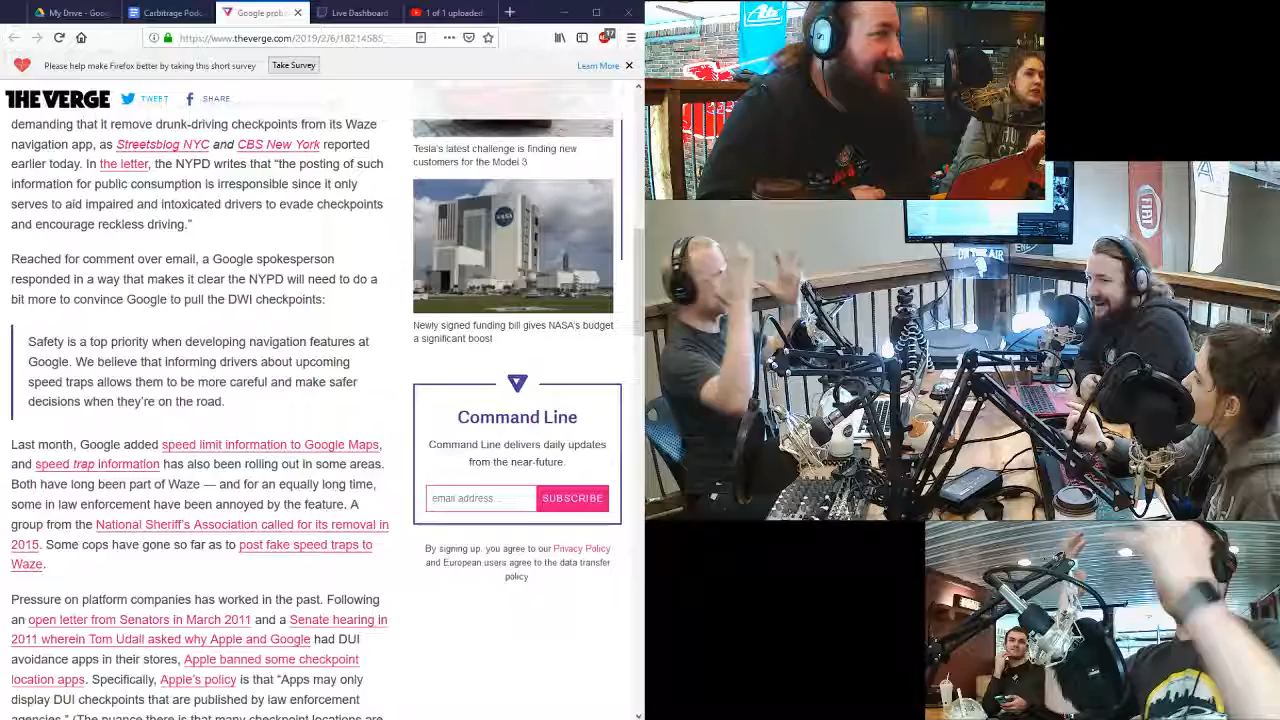 My Drive - Goog
Carbitrage Podc
Google probs
Live Dashboard
1 of 1 uploaded
https://www.theverge.com/2019/2/6/18214585
17
Please help make Firefox better by taking this short survey
Take Survey
Learn More
THE VERGE
TWEET
SHARE
demanding that it remove drunk-driving checkpoints from its Waze
navigation app, as Streetsblog NYC and CBS New York reported
earlier today. In the letter, the NYPD writes that “the posting of such
information for public consumption is irresponsible since it only
serves to aid impaired and intoxicated drivers to evade checkpoints
and encourage reckless driving.”
Reached for comment over email, a Google spokesperson
responded in a way that makes it clear the NYPD will need to do a
bit more to convince Google to pull the DWI checkpoints:
Safety is a top priority when developing navigation features at
Google. We believe that informing drivers about upcoming
speed traps allows them to be more careful and make safer
decisions when they’re on the road.
Last month, Google added speed limit information to Google Maps,
and speed trap information has also been rolling out in some areas.
Both have long been part of Waze — and for an equally long time,
some in law enforcement have been annoyed by the feature. A
group from the National Sheriff’s Association called for its removal in
2015. Some cops have gone so far as to post fake speed traps to
Waze.
Pressure on platform companies has worked in the past. Following
an open letter from Senators in March 2011 and a Senate hearing in
2011 wherein Tom Udall asked why Apple and Google had DUI
avoidance apps in their stores, Apple banned some checkpoint
location apps. Specifically, Apple’s policy is that “Apps may only
display DUI checkpoints that are published by law enforcement
agencies.” (The nuance there is that many checkpoint locations are
Tesla’s latest challenge is finding new
customers for the Model 3
NASA
Newly signed funding bill gives NASA’s budget
a significant boost
Command Line
Command Line delivers daily updates
from the near-future.
email address...
SUBSCRIBE
By signing up, you agree to our Privacy Policy
and European users agree to the data transfer
policy
Ate
ON AIR